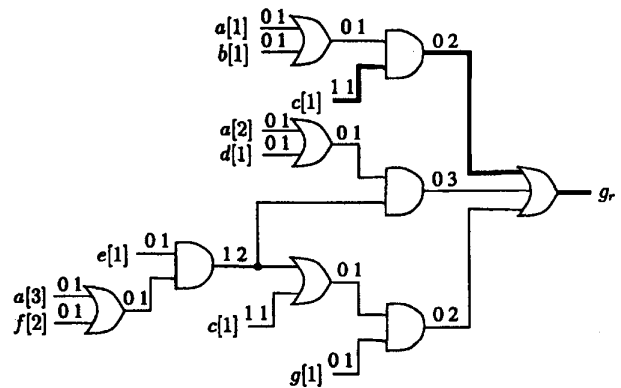 a[1] 0 1 0 1 0 2
b[1] 0 1
c[1] 1 1
a[2] 0 1 0 1
d[1] 0 1
0 3 g_r
e[1] 0 1 1 2 0 1
a[3] 0 1 0 1
f[2] 0 1
c[1] 1 1 0 2
g[1] 0 1